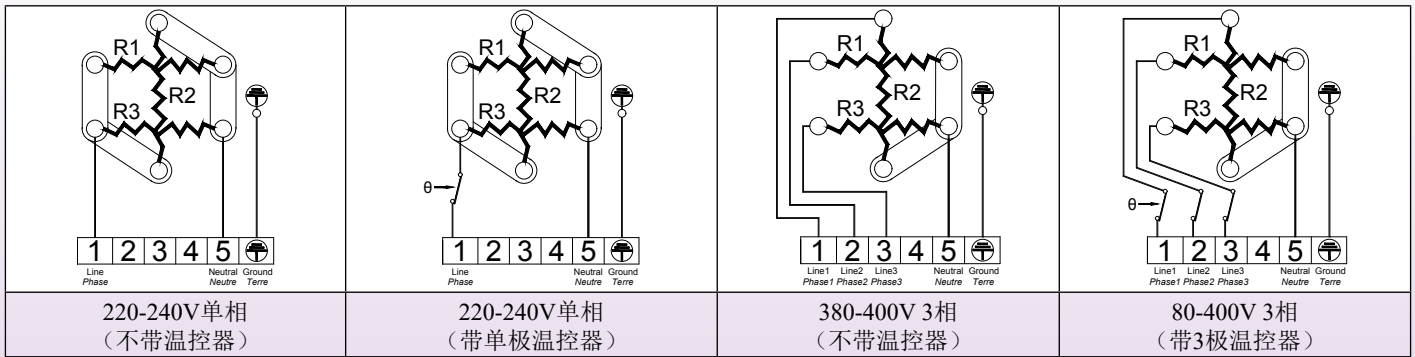 R1
R2
R3
1 2 3 4 5
Line Neutral Ground
Phase Neutre Terre
220-240V单相
（不带温控器）
R1
R2
R3
θ
1 2 3 4 5
Line Neutral Ground
Phase Neutre Terre
220-240V单相
（带单极温控器）
R1
R2
R3
1 2 3 4 5
Line1 Line2 Line3 Neutral Ground
Phase1 Phase2 Phase3 Neutre Terre
380-400V 3相
（不带温控器）
R1
R2
R3
θ
1 2 3 4 5
Line1 Line2 Line3 Neutral Ground
Phase1 Phase2 Phase3 Neutre Terre
80-400V 3相
（带3极温控器）